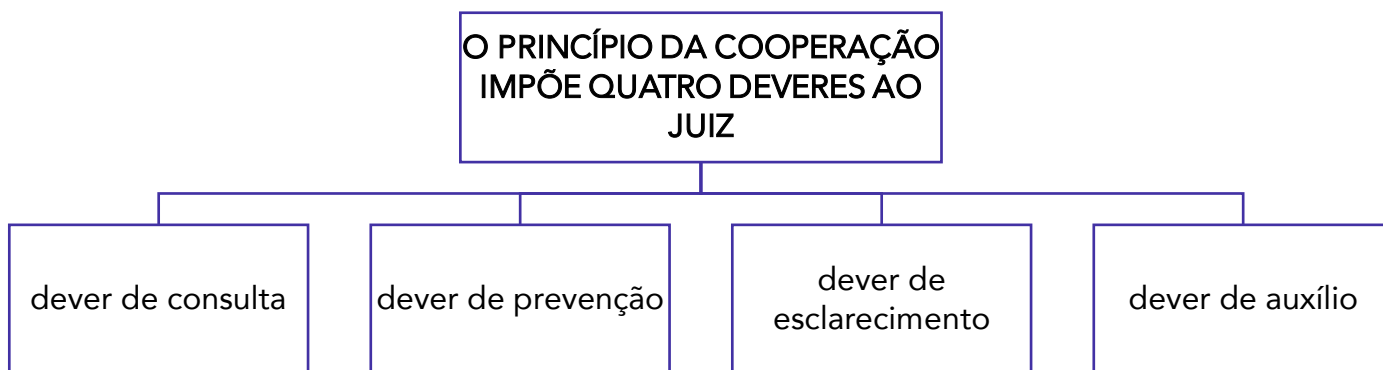 O PRINCÍPIO DA COOPERAÇÃO
IMPÕE QUATRO DEVERES AO
JUIZ
dever de consulta
dever de prevenção
dever de
esclarecimento
dever de auxílio